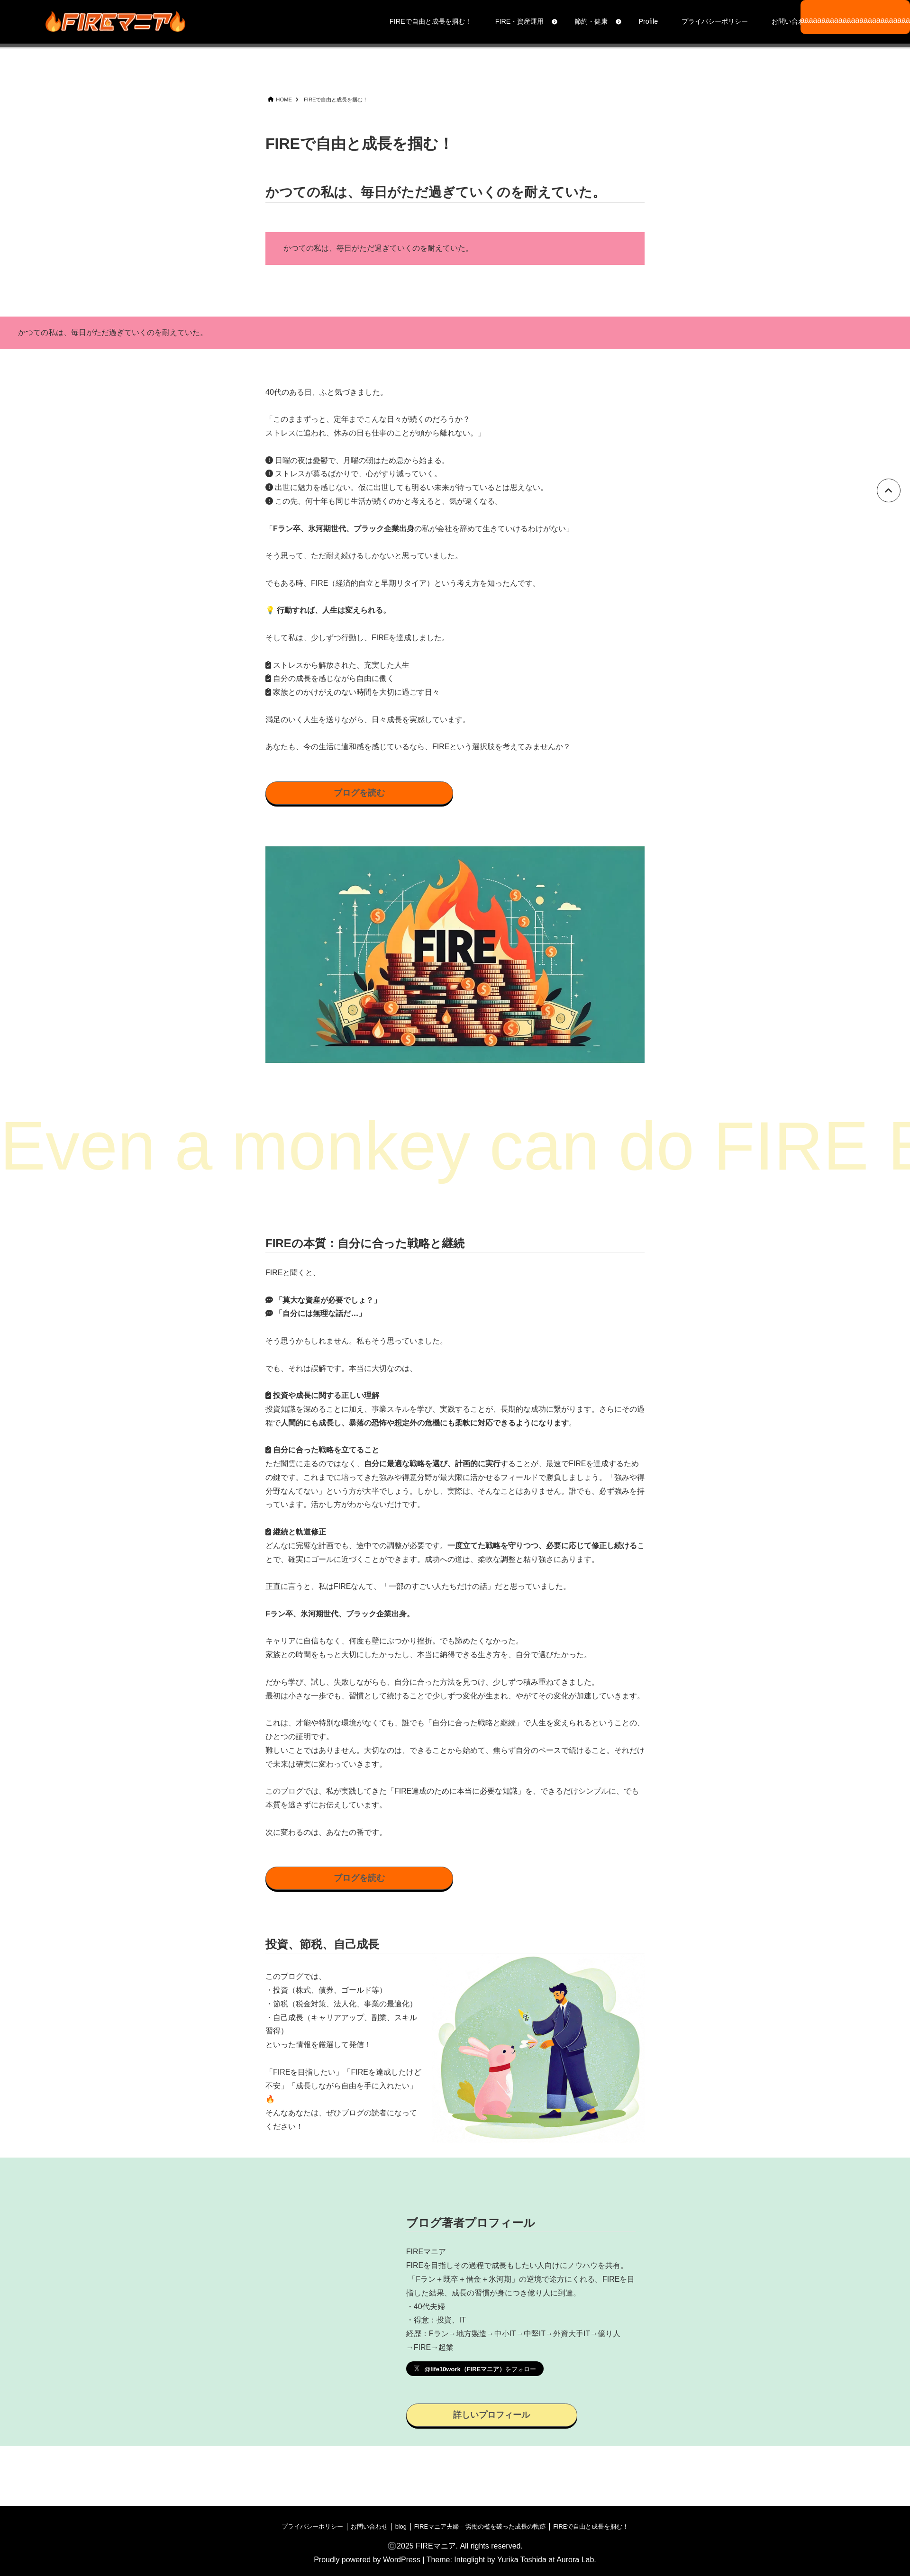 FIREマニア
FIREで自由と成長を掴む！
FIRE・資産運用
節約・健康
Profile
プライバシーポリシー
お問い合わ
HOME
FIREで自由と成長を掴む！
FIREで自由と成長を掴む！
かつての私は、毎日がただ過ぎていくのを耐えていた。
かつての私は、毎日がただ過ぎていくのを耐えていた。
かつての私は、毎日がただ過ぎていくのを耐えていた。
40代のある日、ふと気づきました。
「このままずっと、定年までこんな日々が続くのだろうか？
ストレスに追われ、休みの日も仕事のことが頭から離れない。」
日曜の夜は憂鬱で、月曜の朝はため息から始まる。
ストレスが募るばかりで、心がすり減っていく。
出世に魅力を感じない。仮に出世しても明るい未来が待っているとは思えない。
この先、何十年も同じ生活が続くのかと考えると、気が遠くなる。
「Fラン卒、氷河期世代、ブラック企業出身の私が会社を辞めて生きていけるわけがない」
そう思って、ただ耐え続けるしかないと思っていました。
でもある時、FIRE（経済的自立と早期リタイア）という考え方を知ったんです。
💡 行動すれば、人生は変えられる。
そして私は、少しずつ行動し、FIREを達成しました。
ストレスから解放された、充実した人生
自分の成長を感じながら自由に働く
家族とのかけがえのない時間を大切に過ごす日々
満足のいく人生を送りながら、日々成長を実感しています。
あなたも、今の生活に違和感を感じているなら、FIREという選択肢を考えてみませんか？
ブログを読む
FIRE
Even a monkey can do FIRE E
FIREの本質：自分に合った戦略と継続
FIREと聞くと、
「莫大な資産が必要でしょ？」
「自分には無理な話だ…」
そう思うかもしれません。私もそう思っていました。
でも、それは誤解です。本当に大切なのは、
投資や成長に関する正しい理解
投資知識を深めることに加え、事業スキルを学び、実践することが、長期的な成功に繋がります。さらにその過
程で人間的にも成長し、暴落の恐怖や想定外の危機にも柔軟に対応できるようになります。
自分に合った戦略を立てること
ただ闇雲に走るのではなく、自分に最適な戦略を選び、計画的に実行することが、最速でFIREを達成するため
の鍵です。これまでに培ってきた強みや得意分野が最大限に活かせるフィールドで勝負しましょう。「強みや得
分野なんてない」という方が大半でしょう。しかし、実際は、そんなことはありません。誰でも、必ず強みを持
っています。活かし方がわからないだけです。
継続と軌道修正
どんなに完璧な計画でも、途中での調整が必要です。一度立てた戦略を守りつつ、必要に応じて修正し続けるこ
とで、確実にゴールに近づくことができます。成功への道は、柔軟な調整と粘り強さにあります。
正直に言うと、私はFIREなんて、「一部のすごい人たちだけの話」だと思っていました。
Fラン卒、氷河期世代、ブラック企業出身。
キャリアに自信もなく、何度も壁にぶつかり挫折。でも諦めたくなかった。
家族との時間をもっと大切にしたかったし、本当に納得できる生き方を、自分で選びたかった。
だから学び、試し、失敗しながらも、自分に合った方法を見つけ、少しずつ積み重ねてきました。
最初は小さな一歩でも、習慣として続けることで少しずつ変化が生まれ、やがてその変化が加速していきます。
これは、才能や特別な環境がなくても、誰でも「自分に合った戦略と継続」で人生を変えられるということの、
ひとつの証明です。
難しいことではありません。大切なのは、できることから始めて、焦らず自分のペースで続けること。それだけ
で未来は確実に変わっていきます。
このブログでは、私が実践してきた「FIRE達成のために本当に必要な知識」を、できるだけシンプルに、でも
本質を逃さずにお伝えしています。
次に変わるのは、あなたの番です。
ブログを読む
投資、節税、自己成長
このブログでは、
・投資（株式、債券、ゴールド等）
・節税（税金対策、法人化、事業の最適化）
・自己成長（キャリアアップ、副業、スキル
習得）
といった情報を厳選して発信！
「FIREを目指したい」「FIREを達成したけど
不安」「成長しながら自由を手に入れたい」
🔥
そんなあなたは、ぜひブログの読者になって
ください！
ブログ著者プロフィール
FIREマニア
FIREを目指しその過程で成長もしたい人向けにノウハウを共有。
「Fラン＋既卒＋借金＋氷河期」の逆境で途方にくれる。FIREを目
指した結果、成長の習慣が身につき億り人に到達。
・40代夫婦
・得意：投資、IT
経歴：Fラン→地方製造→中小IT→中堅IT→外資大手IT→億り人
→FIRE→起業
𝕏 @life10work（FIREマニア）をフォロー
詳しいプロフィール
プライバシーポリシー
お問い合わせ
blog
FIREマニア夫婦 – 労働の檻を破った成長の軌跡
FIREで自由と成長を掴む！
Ⓒ2025 FIREマニア. All rights reserved.
Proudly powered by WordPress | Theme: Integlight by Yurika Toshida at Aurora Lab.